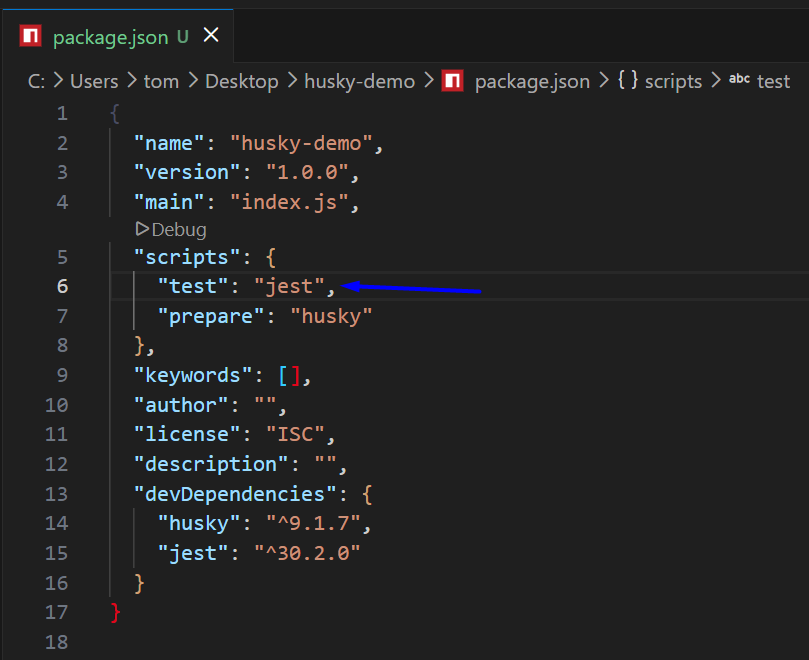 package.json U
C: > Users > tom > Desktop > husky-demo > package.json > { } scripts > abc test
1 {
2 "name": "husky-demo",
3 "version": "1.0.0",
4 "main": "index.js",
Debug
5 "scripts": {
6 "test": "jest",
7 "prepare": "husky"
8 },
9 "keywords": [],
10 "author": "",
11 "license": "ISC",
12 "description": "",
13 "devDependencies": {
14 "husky": "^9.1.7",
15 "jest": "^30.2.0"
16 }
17 }
18